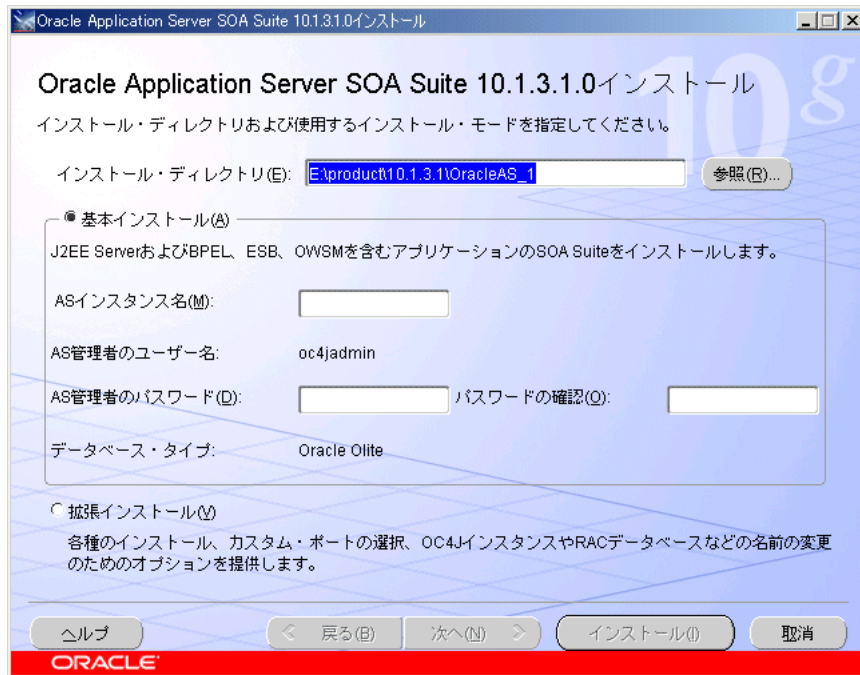 Oracle Application Server SOA Suite 10.1.3.1.0インストール
10g
Oracle Application Server SOA Suite 10.1.3.1.0インストール
インストール・ディレクトリおよび使用するインストール・モードを指定してください。
インストール・ディレクトリ(E): E:\product\10.1.3.1\OracleAS_1 参照(R)...
基本インストール(A)
J2EE ServerおよびBPEL、ESB、OWSMを含むアプリケーションのSOA Suiteをインストールします。
ASインスタンス名(M):
AS管理者のユーザー名: oc4jadmin
AS管理者のパスワード(D): パスワードの確認(O):
データベース・タイプ: Oracle Olite
拡張インストール(V)
各種のインストール、カスタム・ポートの選択、OC4JインスタンスやRACデータベースなどの名前の変更
のためのオプションを提供します。
ヘルプ 戻る(B) 次へ(N) インストール(I) 取消
ORACLE